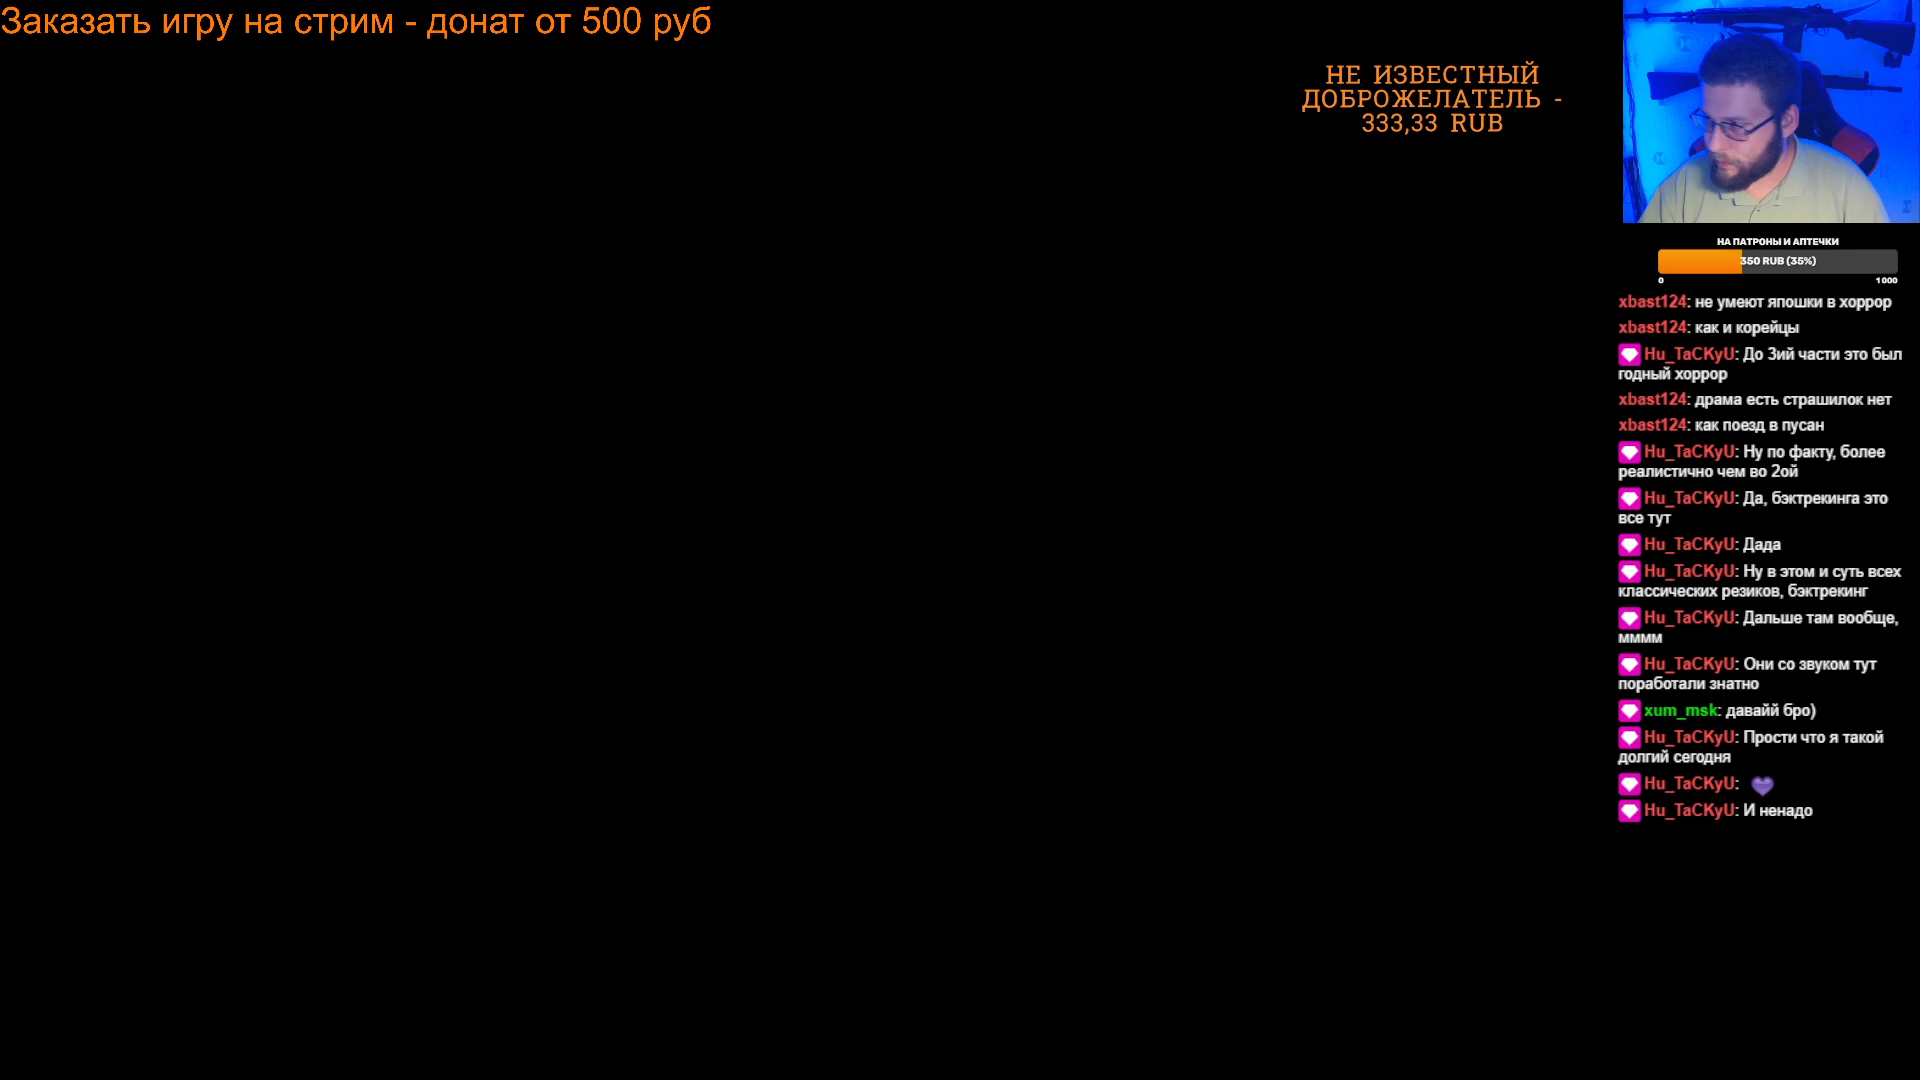 Заказать игру на стрим - донат от 500 руб
НЕ ИЗВЕСТНЫЙ
ДОБРОЖЕЛАТЕЛЬ -
333,33 RUB
НА ПАТРОНЫ И АПТЕЧКИ
350 RUB (35%)
0 1000
xbast124: не умеют япошки в хоррор
xbast124: как и корейцы
Hu_TaCKyU: До 3ий части это был
годный хоррор
xbast124: драма есть страшилок нет
xbast124: как поезд в пусан
Hu_TaCKyU: Ну по факту, более
реалистично чем во 2ой
Hu_TaCKyU: Да, бэктрекинга это
все тут
Hu_TaCKyU: Дада
Hu_TaCKyU: Ну в этом и суть всех
классических резиков, бэктрекинг
Hu_TaCKyU: Дальше там вообще,
мммм
Hu_TaCKyU: Они со звуком тут
поработали знатно
xum_msk: давайй бро)
Hu_TaCKyU: Прости что я такой
долгий сегодня
Hu_TaCKyU:
Hu_TaCKyU: И ненадо